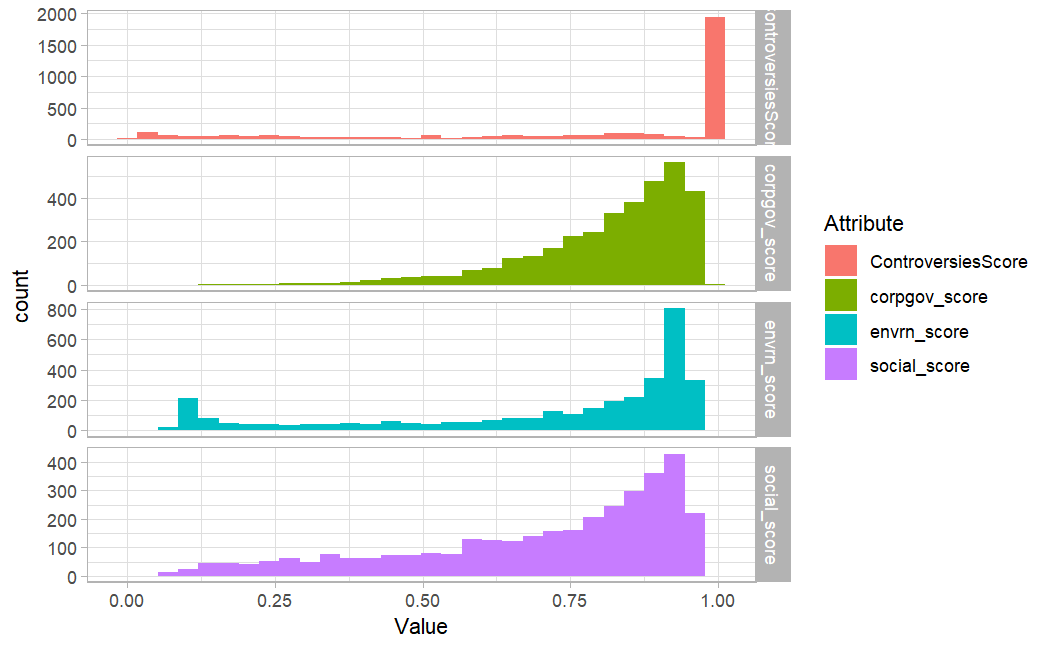 2000
1500
1000
500
0
ontroversiesScor
400
200
0
corpgov_score
800
600
400
200
0
envrn_score
400
300
200
100
0
social_score
0.00 0.25 0.50 0.75 1.00
Value
count
Attribute
ControversiesScore
corpgov_score
envrn_score
social_score